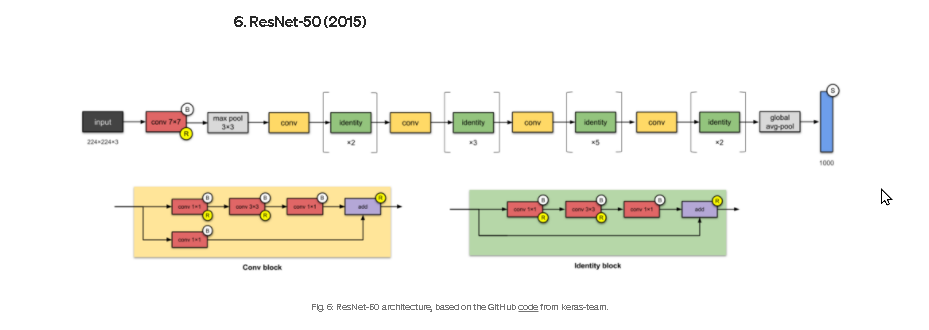 6. ResNet-50 (2015)
S
B
input
conv 7×7
max pool
3×3
conv
identity
conv
identity
conv
identity
conv
identity
global
avg-pool
R
224×224×3
×2
×3
×5
×2
1000
B B B R
conv 1×1 conv 3×3 conv 1×1 add
R R
B
conv 1×1
Conv block
B B B R
conv 1×1 conv 3×3 conv 1×1 add
R R
Identity block
Fig. 6: ResNet-50 architecture, based on the GitHub code from keras-team.